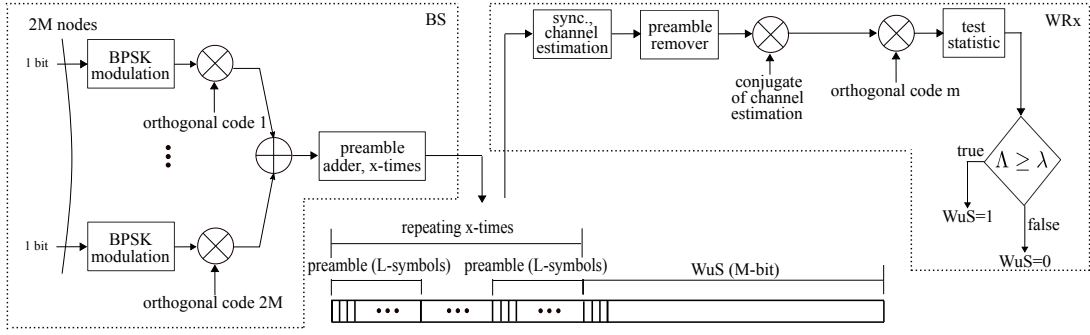 BS
2M nodes
1 bit
BPSK
modulation
orthogonal code 1
preamble
adder, x-times
1 bit
BPSK
modulation
orthogonal code 2M
WRx
sync.,
channel
estimation
preamble
remover
conjugate
of channel
estimation
orthogonal code m
test
statistic
Λ ≥ λ
true
WuS=1
false
WuS=0
repeating x-times
preamble (L-symbols)
preamble (L-symbols)
WuS (M-bit)